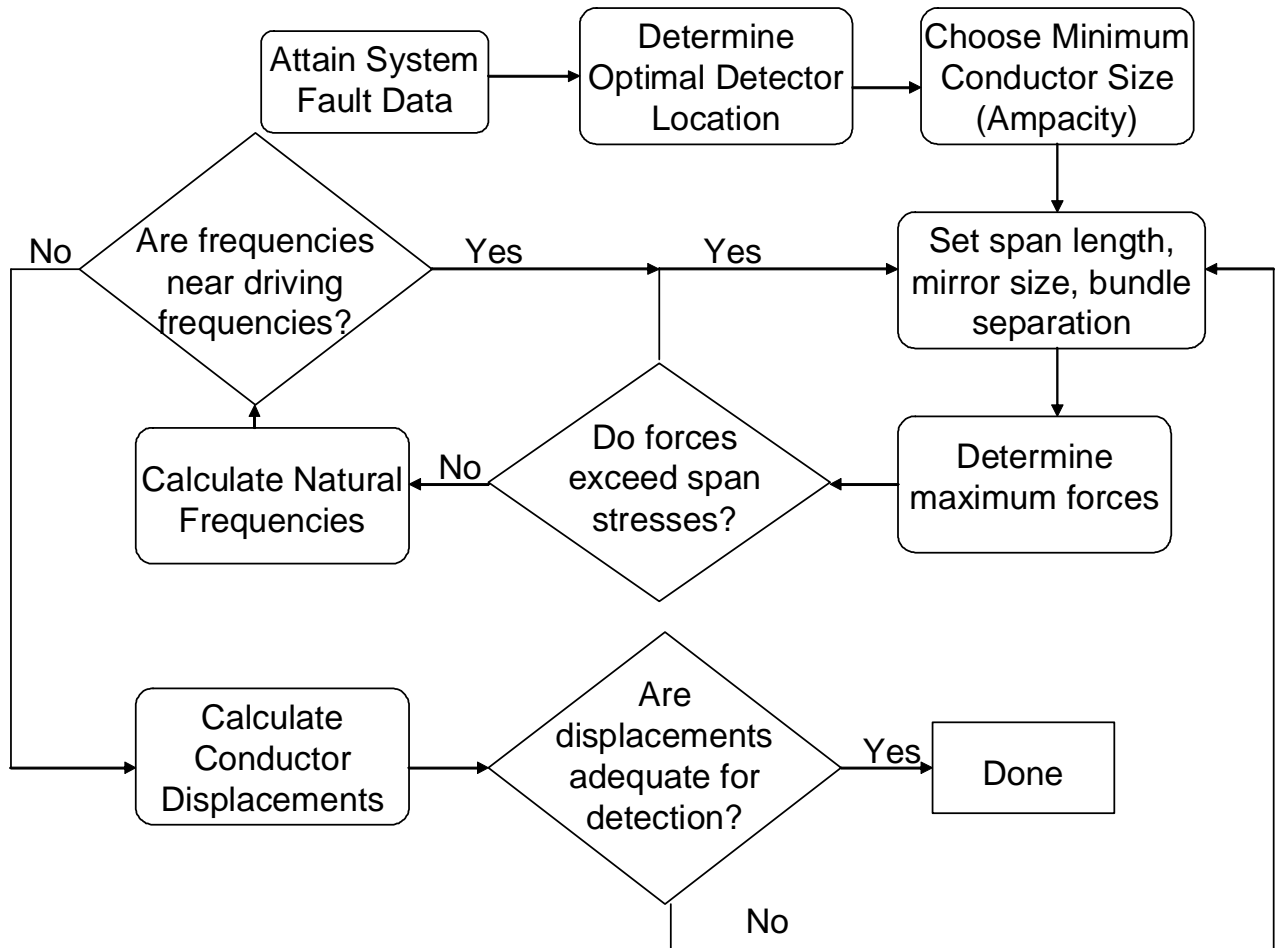 Attain System
Fault Data
Determine
Optimal Detector
Location
Choose Minimum
Conductor Size
(Ampacity)
No
Are frequencies
near driving
frequencies?
Yes
Yes
Set span length,
mirror size, bundle
separation
Calculate Natural
Frequencies
No
Do forces
exceed span
stresses?
Determine
maximum forces
Calculate
Conductor
Displacements
Are
displacements
adequate for
detection?
Yes
Done
No